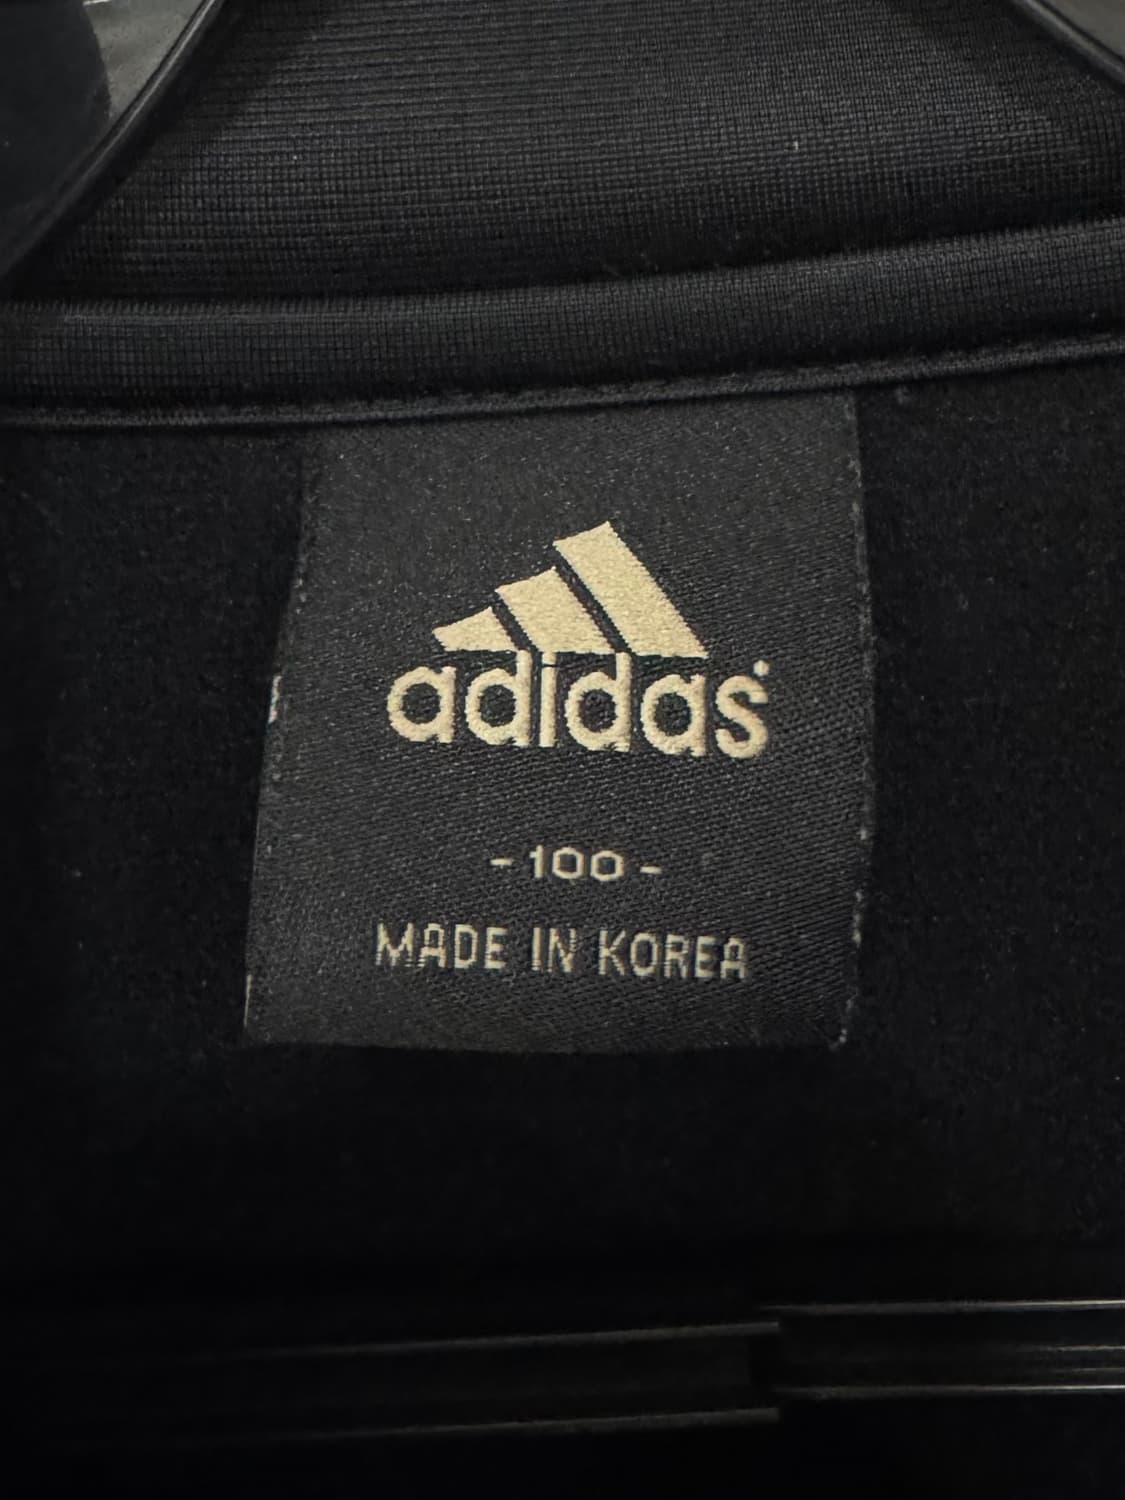 adidas
- 100 -
MADE IN KOREA